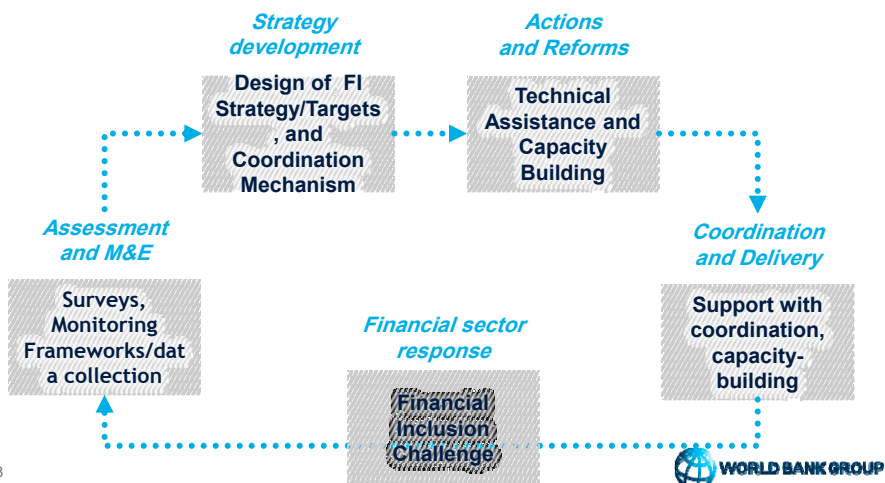 Strategy
development
Design of FI
Strategy/Targets
, and
Coordination
Mechanism
Actions
and Reforms
Technical
Assistance and
Capacity
Building
Assessment
and M&E
Surveys,
Monitoring
Frameworks/dat
a collection
Coordination
and Delivery
Support with
coordination,
capacity-
building
Financial sector
response
Financial
Inclusion
Challenge
3
WORLD BANK GROUP